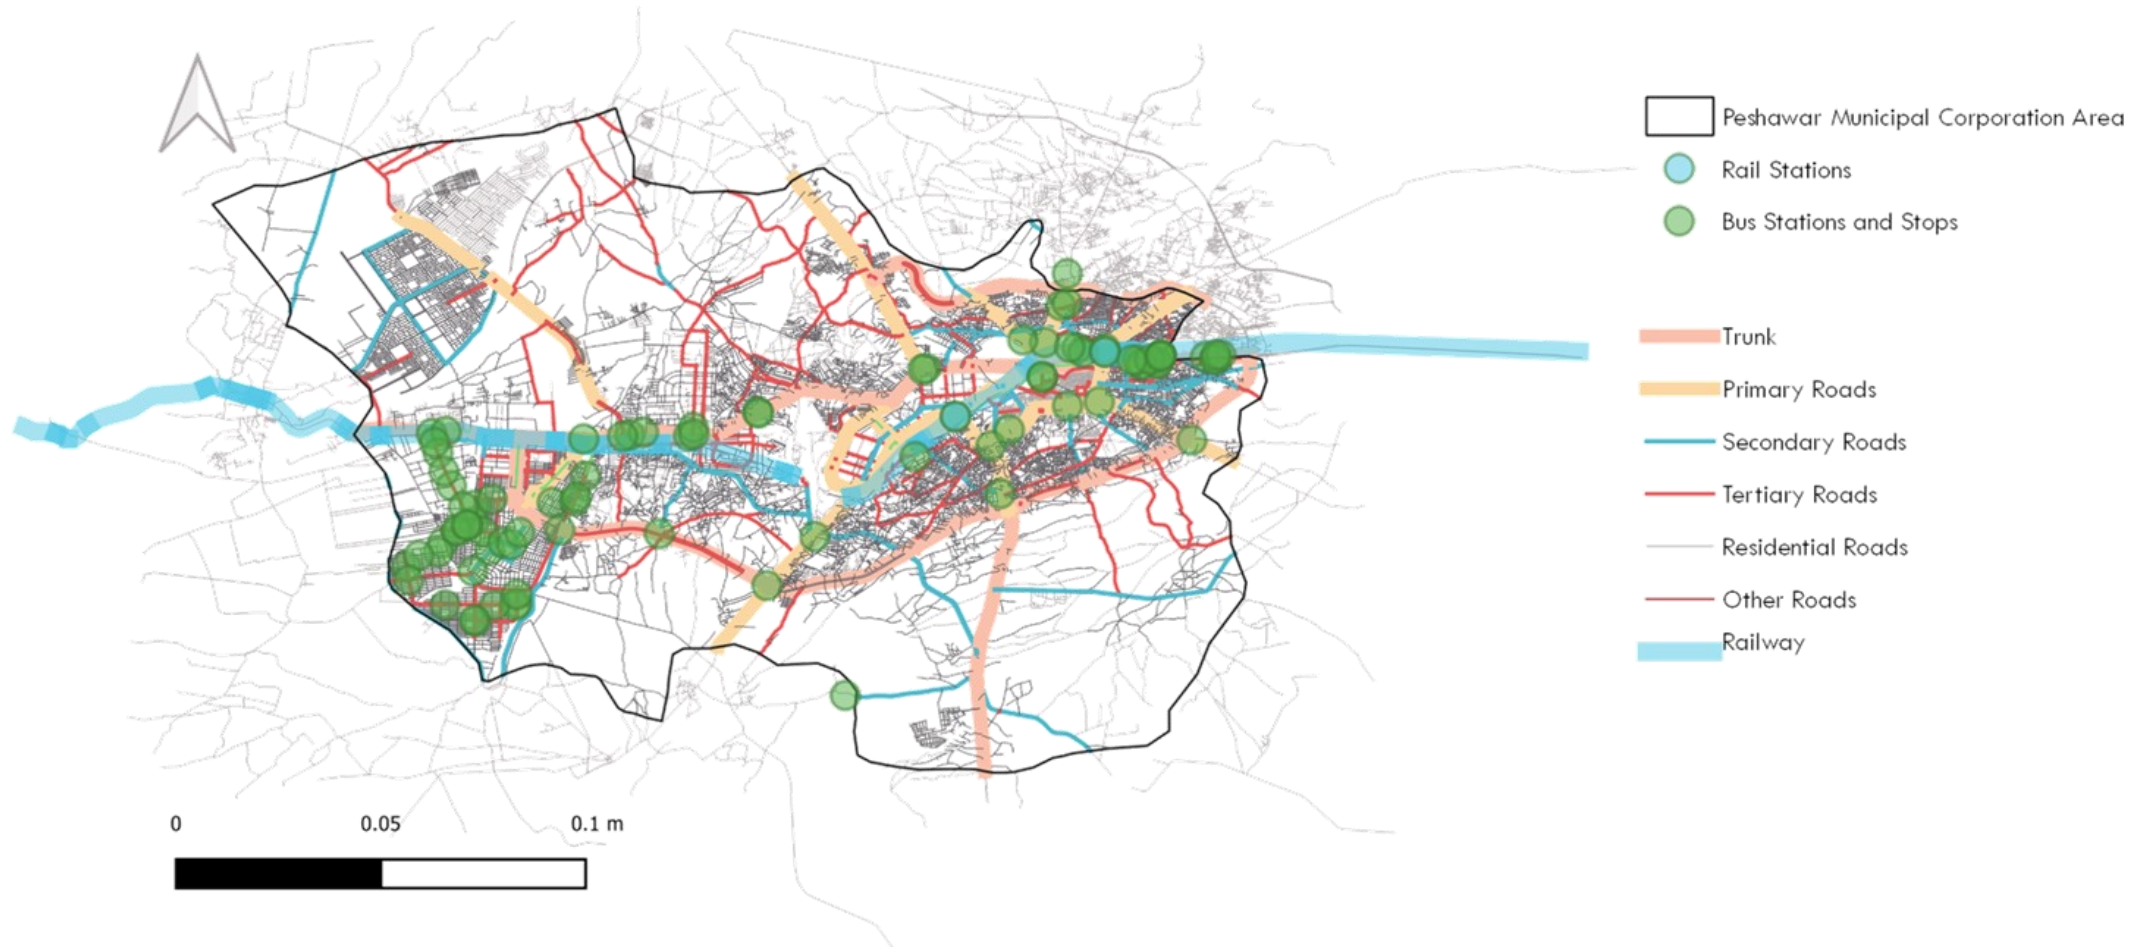 Peshawar Municipal Corporation Area
Rail Stations
Bus Stations and Stops
Trunk
Primary Roads
Secondary Roads
Tertiary Roads
Residential Roads
Other Roads
Railway
0 0.05 0.1 m